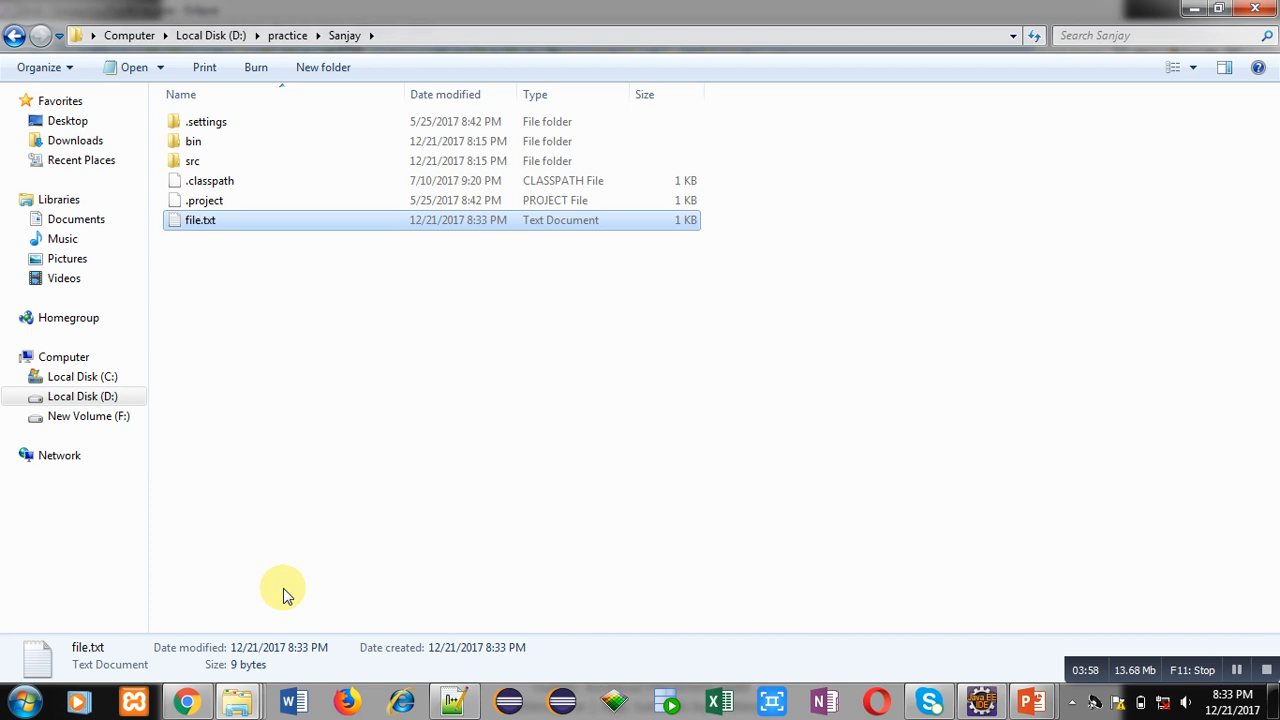 Computer Local Disk (D:) practice Sanjay Search Sanjay
Organize Open Print Burn New folder
Name Date modified Type Size
Favorites
Desktop
Downloads
Recent Places
Libraries
Documents
Music
Pictures
Videos
Homegroup
Computer
Local Disk (C:)
Local Disk (D:)
New Volume (F:)
Network
.settings 5/25/2017 8:42 PM File folder
bin 12/21/2017 8:15 PM File folder
src 12/21/2017 8:15 PM File folder
.classpath 7/10/2017 9:20 PM CLASSPATH File 1 KB
.project 5/25/2017 8:42 PM PROJECT File 1 KB
file.txt 12/21/2017 8:33 PM Text Document 1 KB
file.txt Date modified: 12/21/2017 8:33 PM Date created: 12/21/2017 8:33 PM
Text Document Size: 9 bytes
03:58 13.68 Mb F11: Stop
Java EE
IDE
8:33 PM
12/21/2017